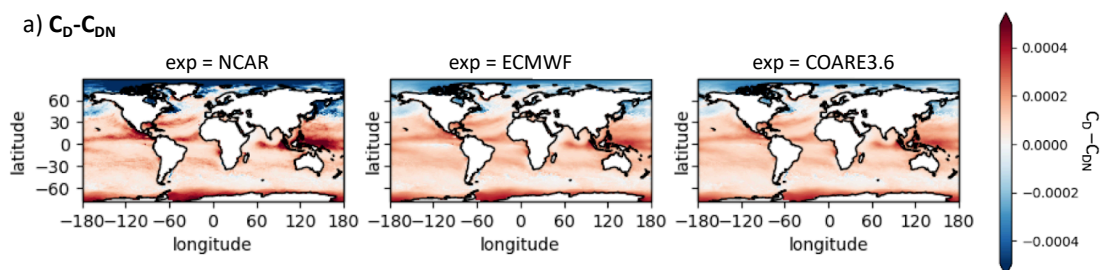 a) C_D-C_DN
exp = NCAR
exp = ECMWF
exp = COARE3.6
latitude
60
30
0
−30
−60
−180 −120 −60 0 60 120 180
longitude
latitude
−180 −120 −60 0 60 120 180
longitude
latitude
−180 −120 −60 0 60 120 180
longitude
0.0004
0.0002
0.0000
−0.0002
−0.0004
C_D−C_DN